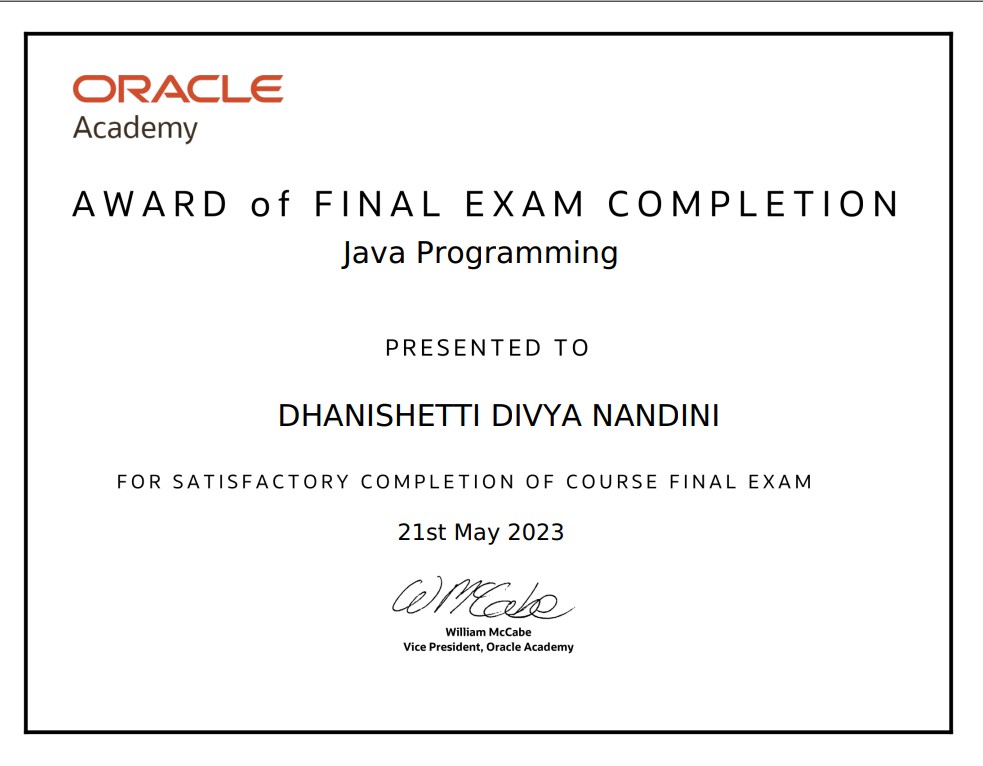 ORACLE
Academy
AWARD of FINAL EXAM COMPLETION
Java Programming
PRESENTED TO
DHANISHETTI DIVYA NANDINI
FOR SATISFACTORY COMPLETION OF COURSE FINAL EXAM
21st May 2023
W McCabe
William McCabe
Vice President, Oracle Academy